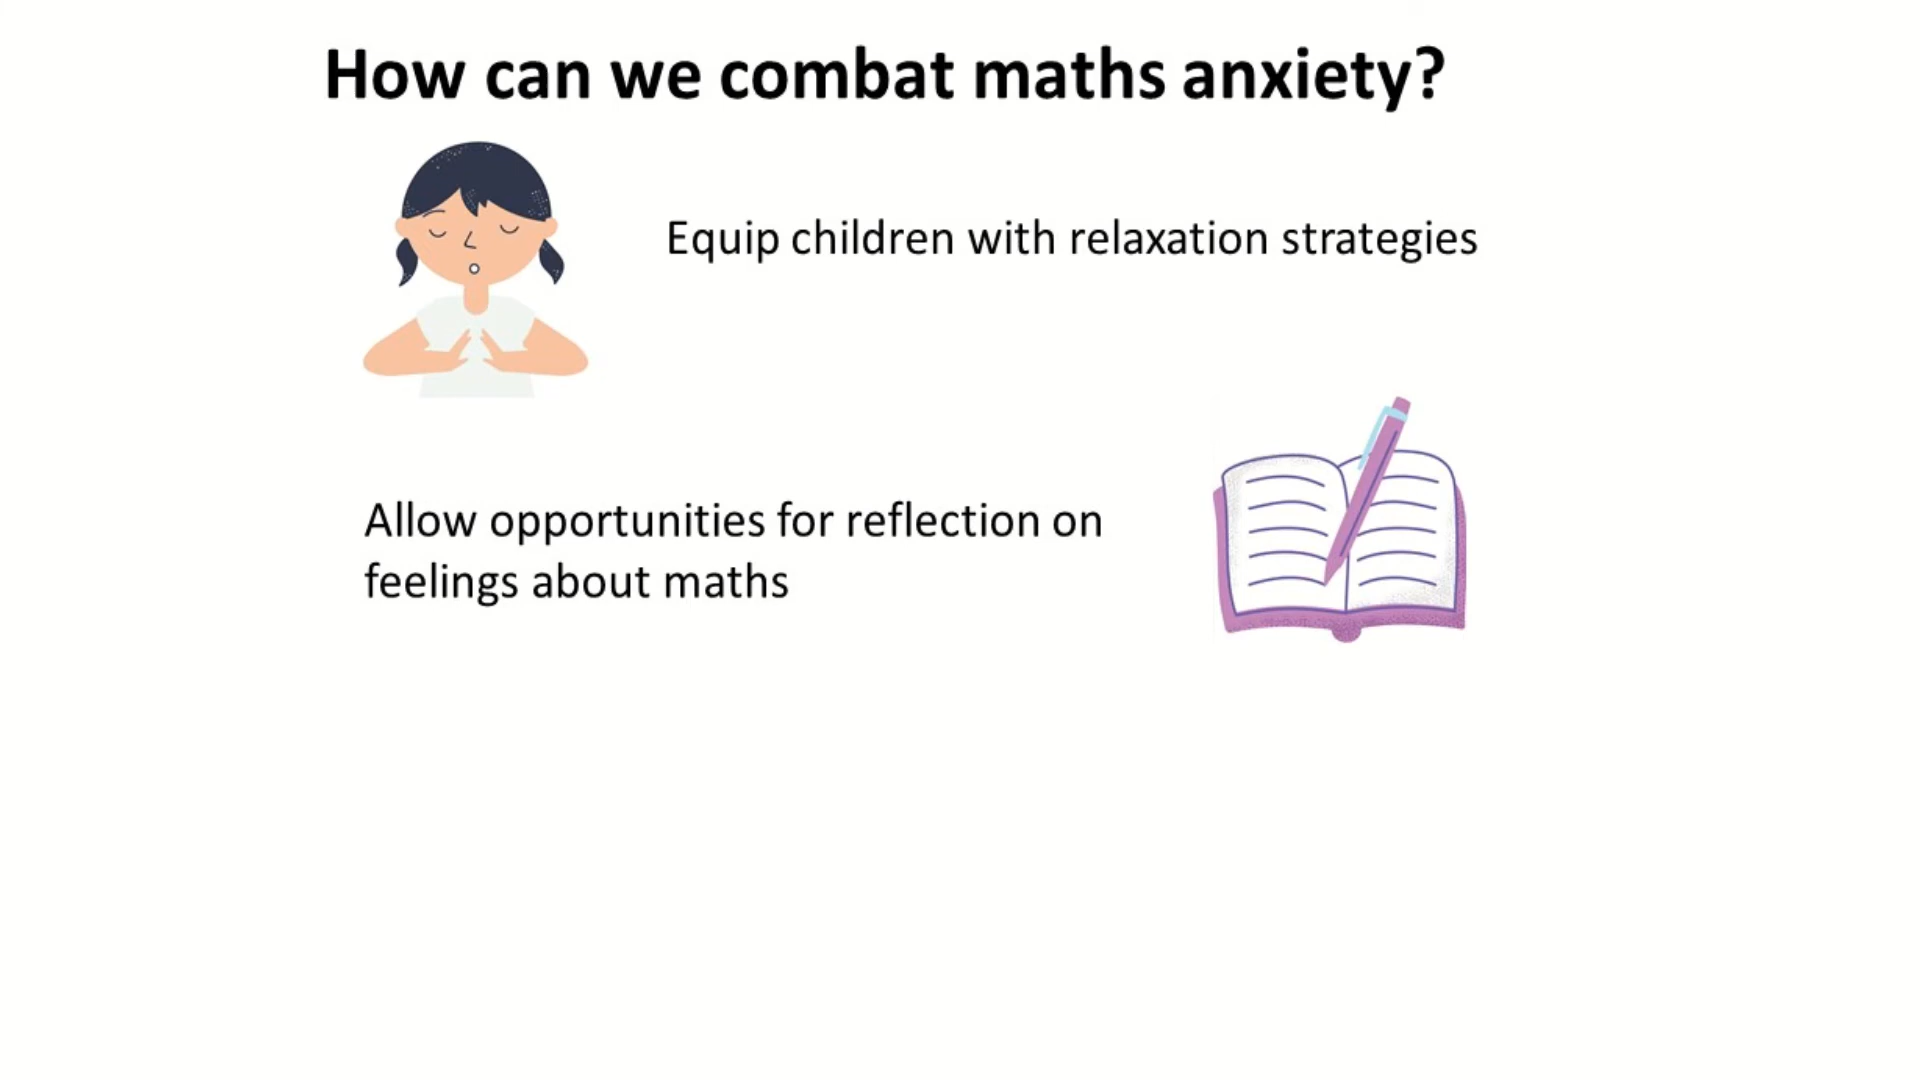 How can we combat maths anxiety?
Equip children with relaxation strategies
Allow opportunities for reflection on
feelings about maths